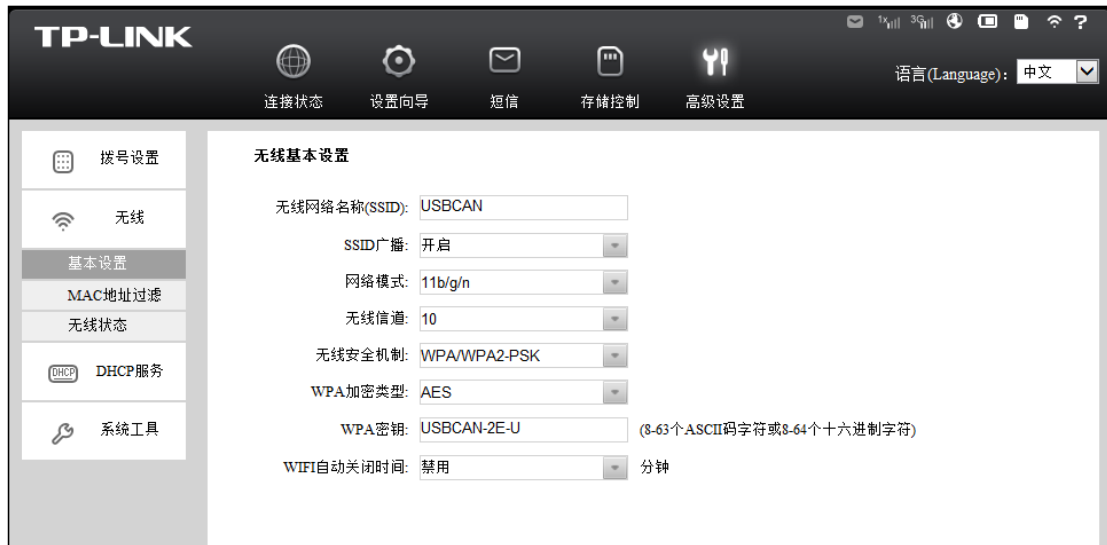 TP-LINK
1x 3G ?
语言(Language): 中文
连接状态 设置向导 短信 存储控制 高级设置
拨号设置
无线
基本设置
MAC地址过滤
无线状态
DHCP DHCP服务
系统工具
无线基本设置
无线网络名称(SSID): USBCAN
SSID广播: 开启
网络模式: 11b/g/n
无线信道: 10
无线安全机制: WPA/WPA2-PSK
WPA加密类型: AES
WPA密钥: USBCAN-2E-U (8-63个ASCII码字符或8-64个十六进制字符)
WIFI自动关闭时间: 禁用 分钟